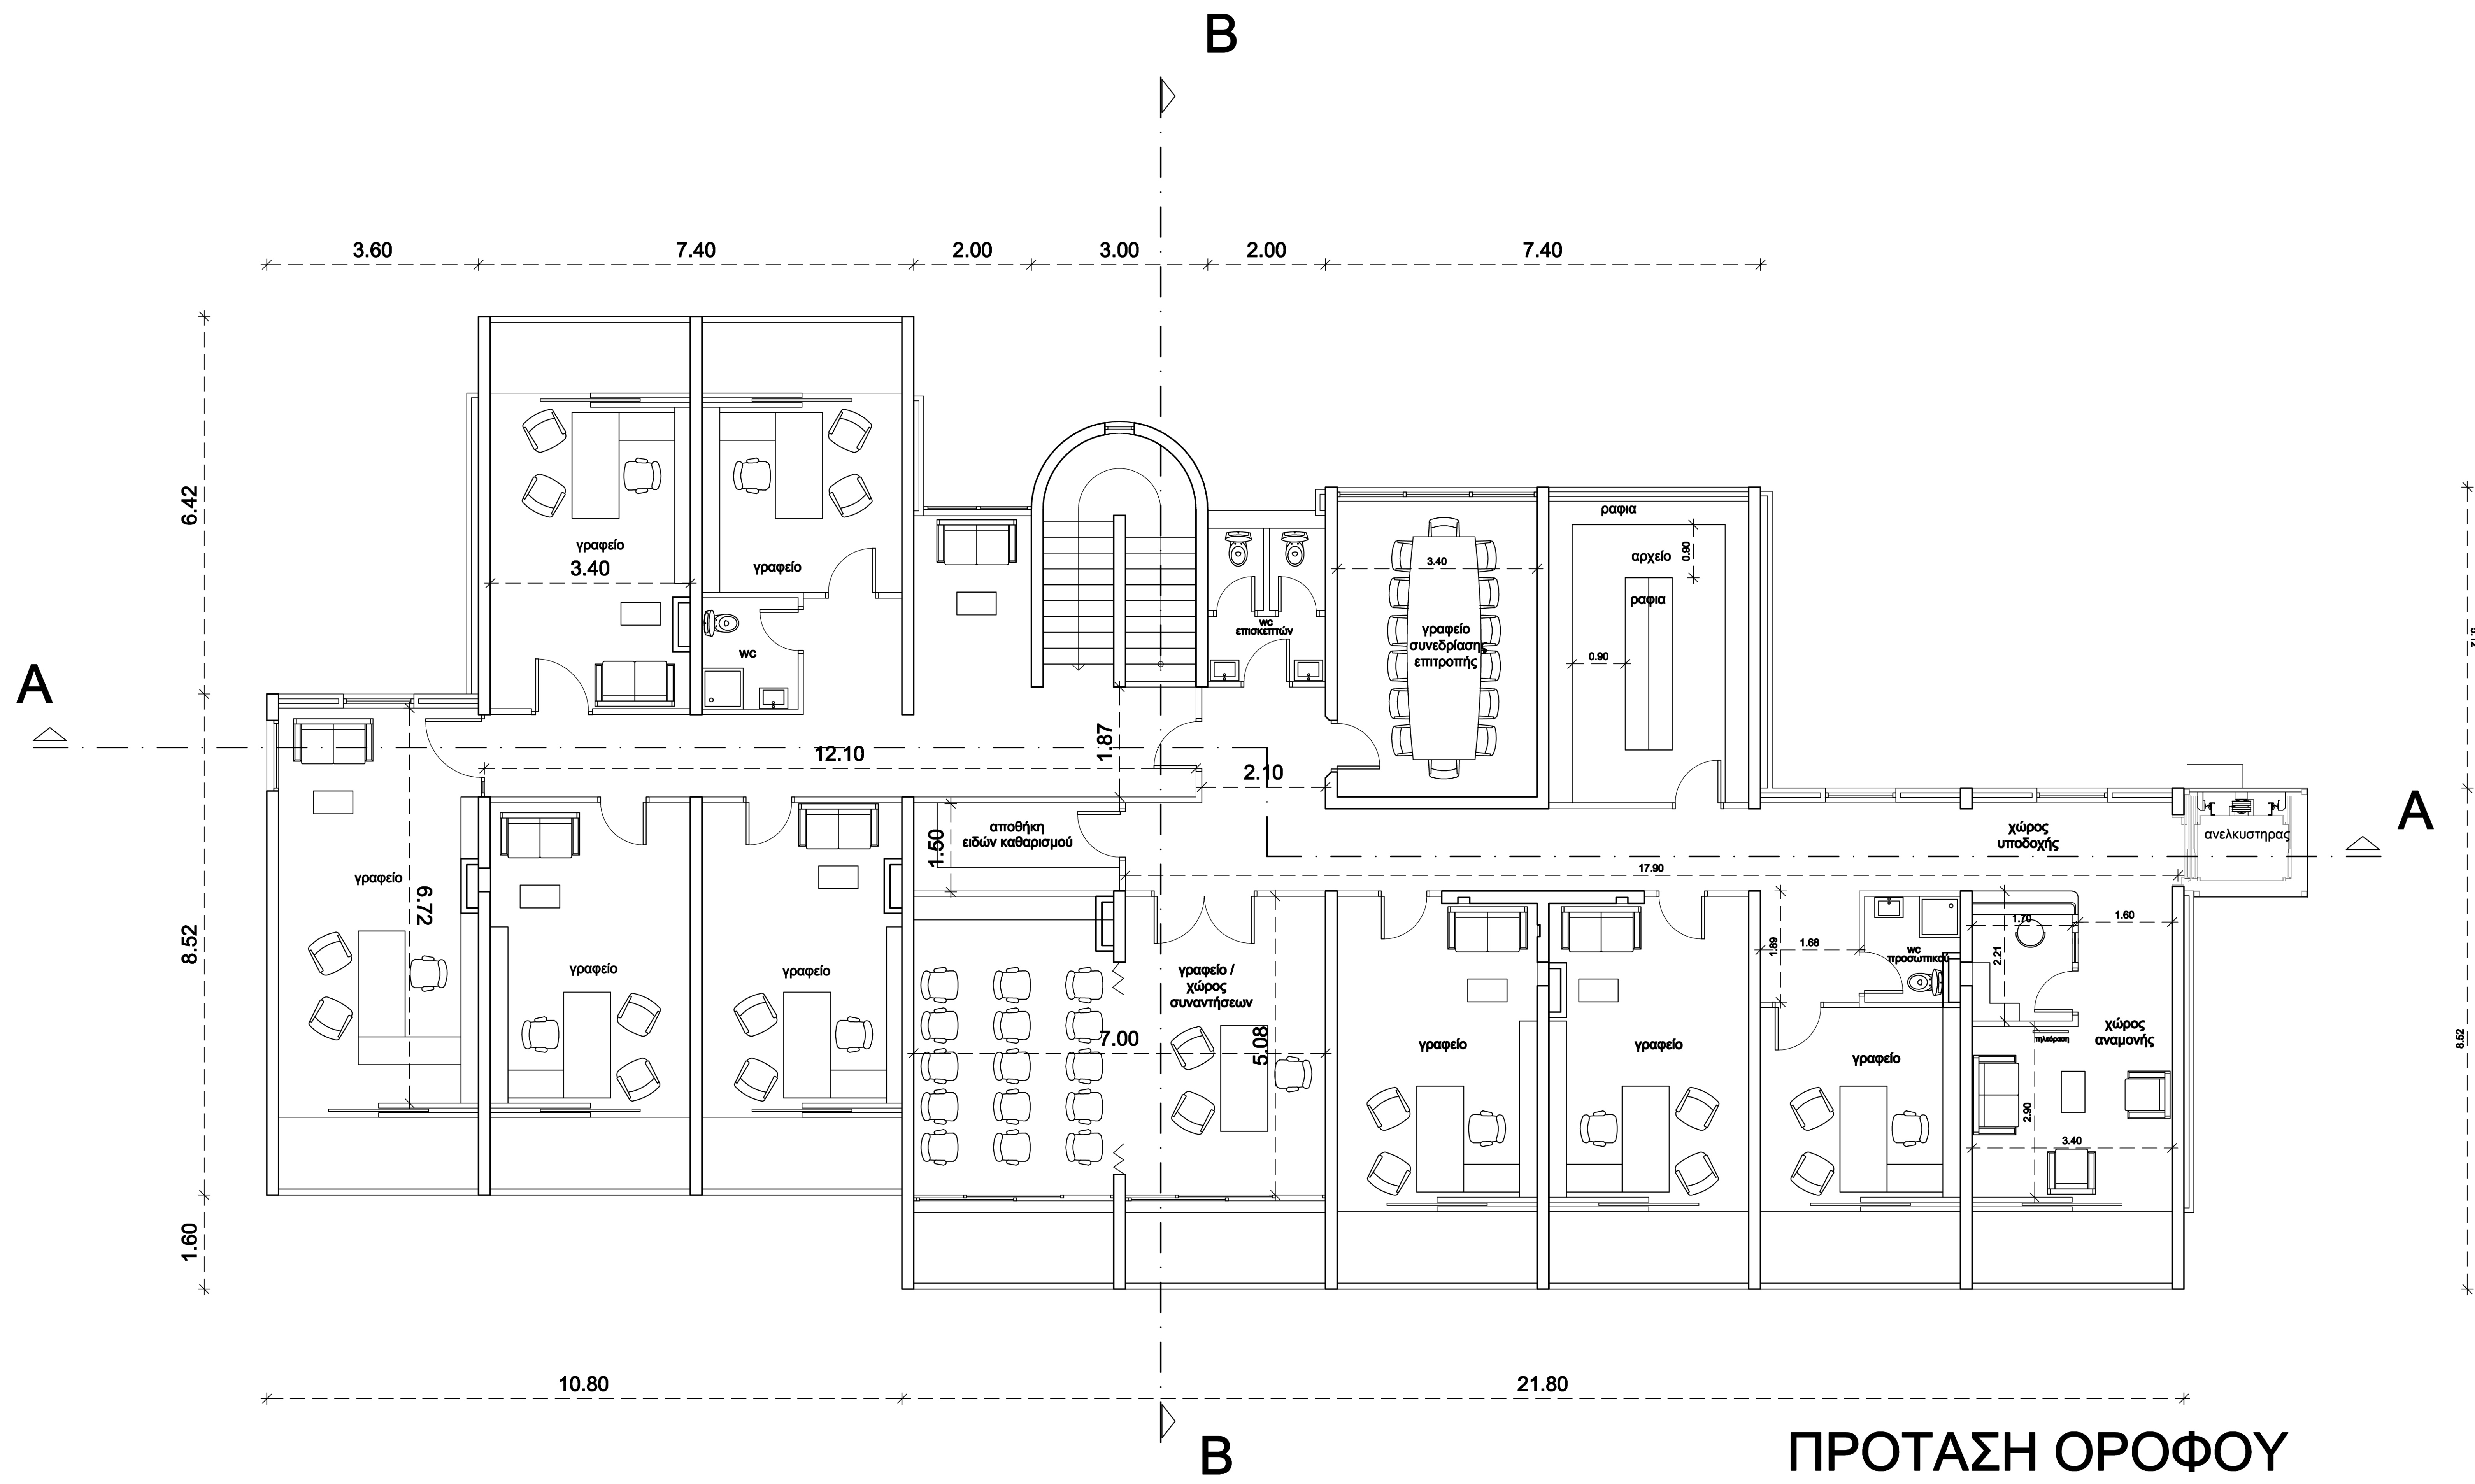 B
3.60
7.40
2.00
3.00
2.00
7.40
6.42
8.52
1.60
A
γραφείο
3.40
γραφείο
wc
wc
επισκεπτών
3.40
γραφείο
συνεδρίασης
επιτροπής
ραφια
αρχείο
0.90
ραφια
0.90
12.10
1.87
2.10
A
ανελκυστηρας
χώρος
υποδοχής
17.90
αποθήκη
ειδών καθαρισμού
1.50
γραφείο
6.72
γραφείο
γραφείο
γραφείο /
χώρος
συναντήσεων
7.00
5.08
γραφείο
γραφείο
1.89
1.68
wc
προσωπικού
γραφείο
1.70
1.60
2.21
χώρος
αναμονής
τηλεόραση
2.90
3.40
8.52
10.80
21.80
B
ΠΡΟΤΑΣΗ ΟΡΟΦΟΥ